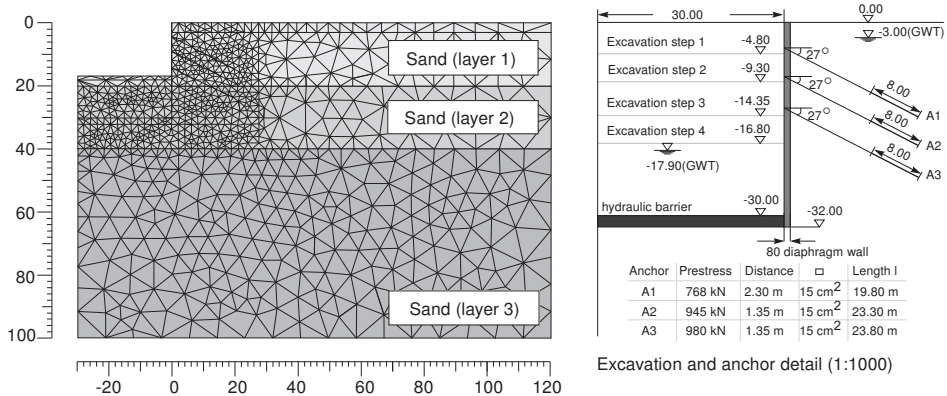 0
20
40
60
80
100
-20 0 20 40 60 80 100 120
Sand (layer 1)
Sand (layer 2)
Sand (layer 3)
30.00
0.00
-3.00(GWT)
Excavation step 1 -4.80
Excavation step 2 -9.30
Excavation step 3 -14.35
Excavation step 4 -16.80
-17.90(GWT)
27°
27°
27°
8.00
8.00
8.00
A1
A2
A3
hydraulic barrier -30.00
-32.00
80 diaphragm wall
Anchor Prestress Distance □ Length l
A1 768 kN 2.30 m 15 cm² 19.80 m
A2 945 kN 1.35 m 15 cm² 23.30 m
A3 980 kN 1.35 m 15 cm² 23.80 m
Excavation and anchor detail (1:1000)